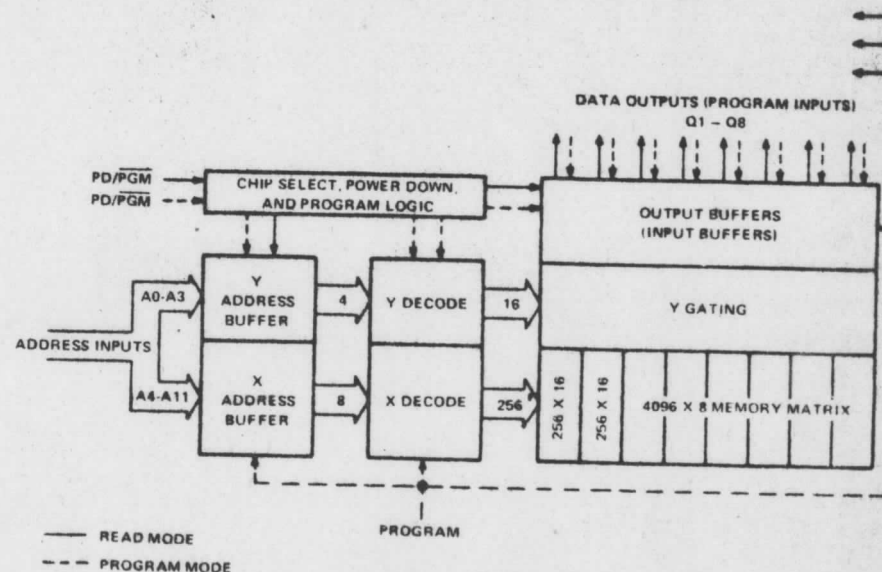 DATA OUTPUTS (PROGRAM INPUTS)
Q1 – Q8
PD/PGM
PD/PGM
CHIP SELECT, POWER DOWN,
AND PROGRAM LOGIC
OUTPUT BUFFERS
(INPUT BUFFERS)
A0-A3
Y
ADDRESS
BUFFER
4
Y DECODE
16
Y GATING
ADDRESS INPUTS
A4-A11
X
ADDRESS
BUFFER
8
X DECODE
256
256 X 16
256 X 16
4096 X 8 MEMORY MATRIX
PROGRAM
READ MODE
PROGRAM MODE